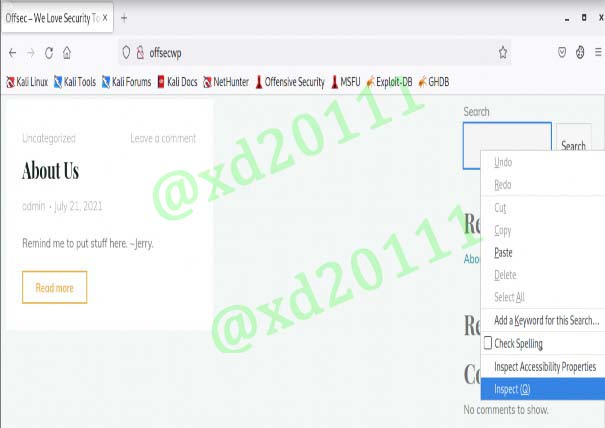 Offsec – We Love Security To
offsecwp
Kali Linux Kali Tools Kali Forums Kali Docs NetHunter Offensive Security MSFU Exploit-DB GHDB
Uncategorized Leave a comment
About Us
admin • July 21, 2021
Remind me to put stuff here. ~Jerry.
Read more
Search
Search
Undo
Redo
Cut
Copy
Paste
Delete
Select All
Add a Keyword for this Search...
Check Spelling
Inspect Accessibility Properties
Inspect (Q)
Re
Abou
Re
Co
No comments to show.
@xd20111
@xd20111